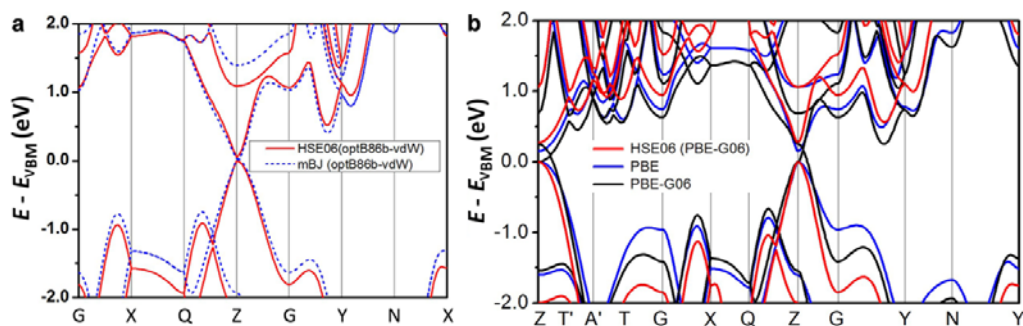 a
E - E_VBM (eV)
2.0
1.0
0.0
-1.0
-2.0
HSE06(optB86b-vdW)
mBJ (optB86b-vdW)
G X Q Z G Y N X
b
E - E_VBM (eV)
2.0
1.0
0.0
-1.0
-2.0
HSE06 (PBE-G06)
PBE
PBE-G06
Z T' A' T G X Q Z G Y N Y